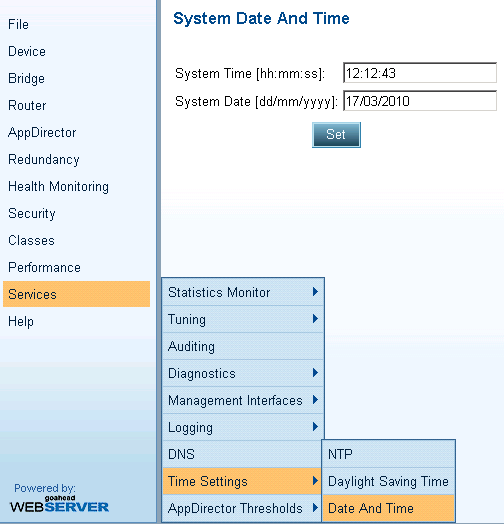 File
Device
Bridge
Router
AppDirector
Redundancy
Health Monitoring
Security
Classes
Performance
Services
Help
Powered by:
goahead
WEBSERVER
System Date And Time
System Time [hh:mm:ss]: 12:12:43
System Date [dd/mm/yyyy]: 17/03/2010
Set
Statistics Monitor
Tuning
Auditing
Diagnostics
Management Interfaces
Logging
DNS
Time Settings
AppDirector Thresholds
NTP
Daylight Saving Time
Date And Time